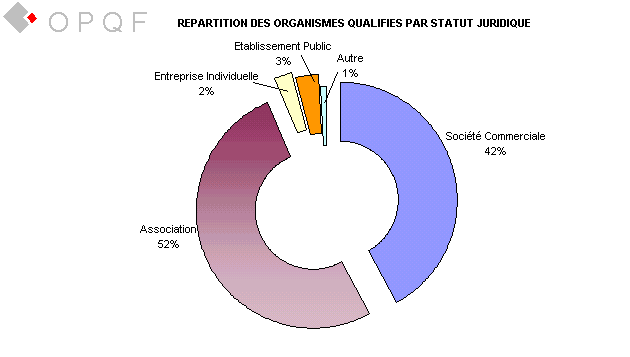 OPQF
REPARTITION DES ORGANISMES QUALIFIES PAR STATUT JURIDIQUE
Etablissement Public
3%
Autre
1%
Entreprise Individuelle
2%
Société Commerciale
42%
Association
52%